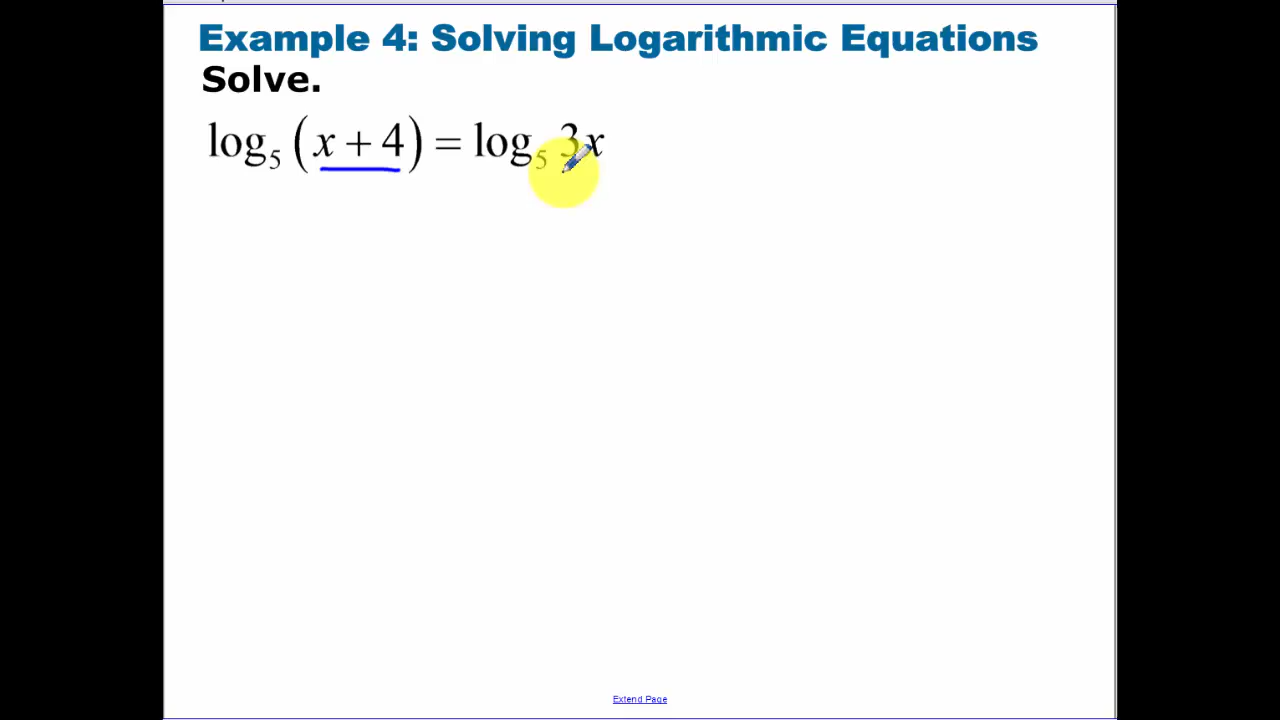 Example 4: Solving Logarithmic Equations
Solve.
log₅ (x + 4) = log₅ 3x
Extend Page